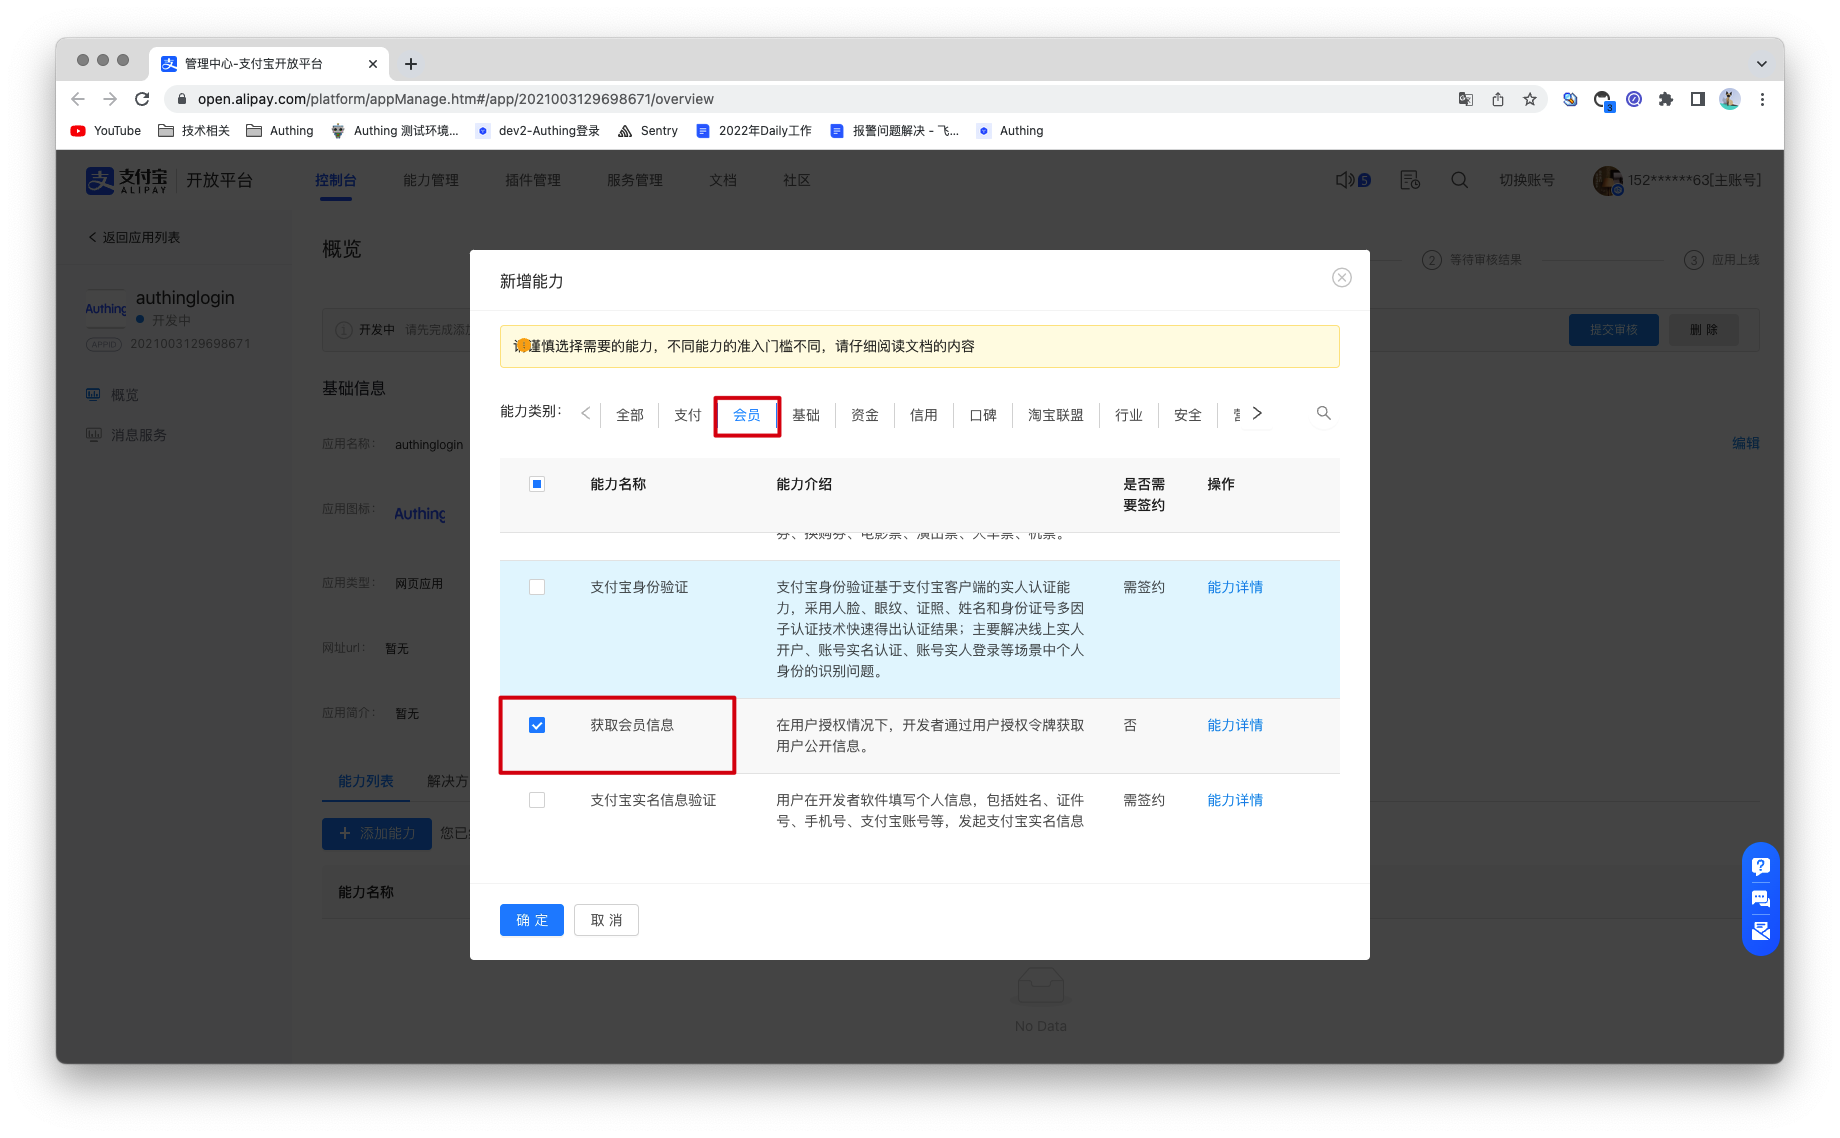 管理中心-支付宝开放平台
open.alipay.com/platform/appManage.htm#/app/2021003129698671/overview
3
YouTube 技术相关 Authing Authing 测试环境... dev2-Authing登录 Sentry 2022年Daily工作 报警问题解决 - 飞... Authing
支 支付宝 ALIPAY 开放平台 控制台 能力管理 插件管理 服务管理 文档 社区 5 切换账号 152******63[主账号]
返回应用列表
概览
2 等待审核结果 3 应用上线
Authing authinglogin
开发中
APPID 2021003129698671
概览
消息服务
1 开发中 请先完成添加
提交审核 删 除
基础信息
编辑
应用名称： authinglogin
应用图标： Authing
应用类型： 网页应用
网址url： 暂无
应用简介： 暂无
能力列表 解决方
添加能力 您已
能力名称
No Data
新增能力
谨慎选择需要的能力，不同能力的准入门槛不同，请仔细阅读文档的内容
能力类别： 全部 支付 会员 基础 资金 信用 口碑 淘宝联盟 行业 安全
能力名称 能力介绍 是否需要签约 操作
券、换购券、电影票、演出票、火车票、机票。
支付宝身份验证 支付宝身份验证基于支付宝客户端的实人认证能 需签约 能力详情
力，采用人脸、眼纹、证照、姓名和身份证号多因
子认证技术快速得出认证结果；主要解决线上实人
开户、账号实名认证、账号实人登录等场景中个人
身份的识别问题。
获取会员信息 在用户授权情况下，开发者通过用户授权令牌获取 否 能力详情
用户公开信息。
支付宝实名信息验证 用户在开发者软件填写个人信息，包括姓名、证件 需签约 能力详情
号、手机号、支付宝账号等，发起支付宝实名信息
确 定 取 消